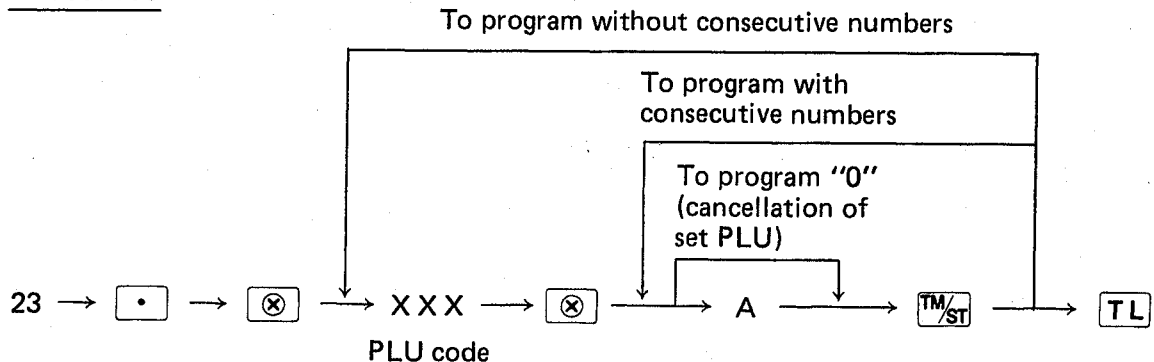 To program without consecutive numbers
To program with
consecutive numbers
To program "0"
(cancellation of
set PLU)
23 → • → ⊗ → XXX → ⊗ → A → TM/ST → TL
PLU code